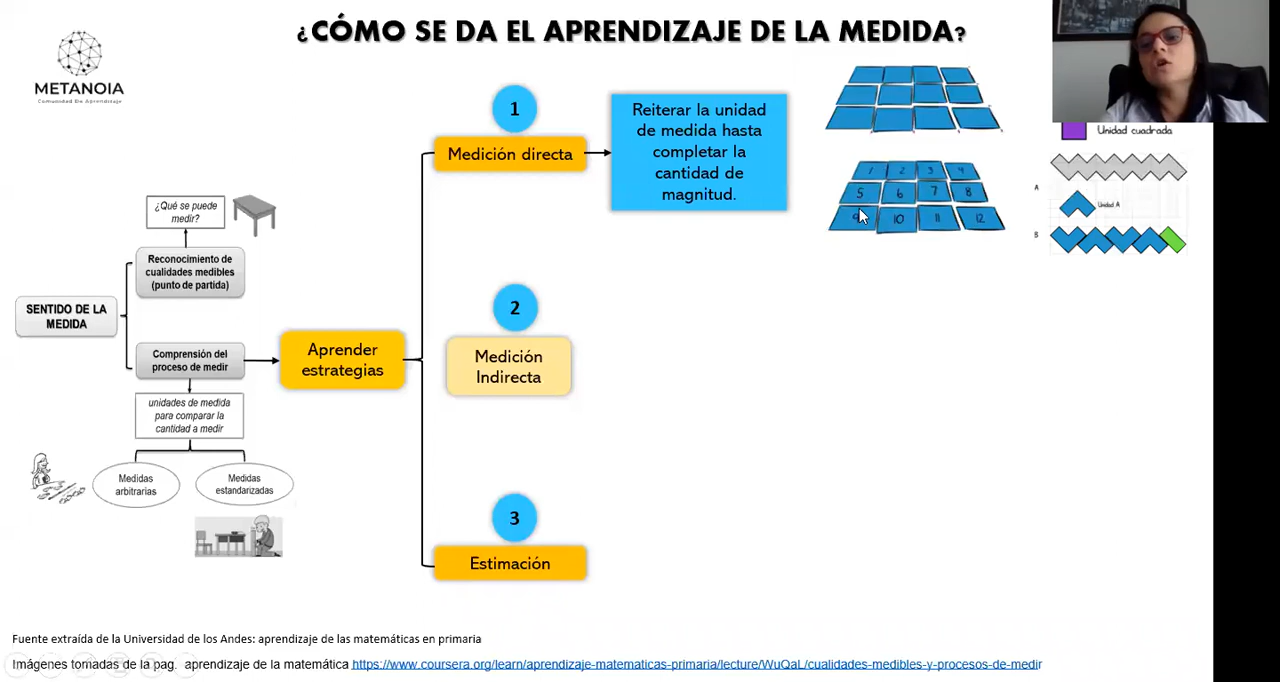 ¿CÓMO SE DA EL APRENDIZAJE DE LA MEDIDA?
METANOIA
Comunidad De Aprendizaje
1
Medición directa
Reiterar la unidad
de medida hasta
completar la
cantidad de
magnitud.
1 2 3 4
5 6 7 8
9 10 11 12
Unidad cuadrada
A
Unidad A
B
¿Qué se puede
medir?
Reconocimiento de
cualidades medibles
(punto de partida)
SENTIDO DE LA
MEDIDA
Comprensión del
proceso de medir
unidades de medida
para comparar la
cantidad a medir
Medidas
arbitrarias
Medidas
estandarizadas
Aprender
estrategias
2
Medición
Indirecta
3
Estimación
Fuente extraída de la Universidad de los Andes: aprendizaje de las matemáticas en primaria
Imágenes tomadas de la pag. aprendizaje de la matemática https://www.coursera.org/learn/aprendizaje-matematicas-primaria/lecture/WuQaL/cualidades-medibles-y-procesos-de-medir